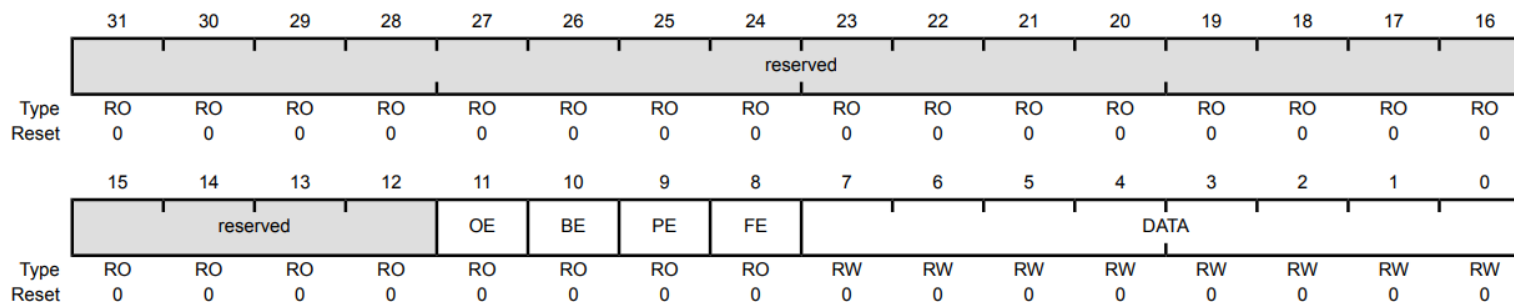 31 30 29 28 27 26 25 24 23 22 21 20 19 18 17 16
reserved
Type RO RO RO RO RO RO RO RO RO RO RO RO RO RO RO RO
Reset 0 0 0 0 0 0 0 0 0 0 0 0 0 0 0 0
15 14 13 12 11 10 9 8 7 6 5 4 3 2 1 0
reserved OE BE PE FE DATA
Type RO RO RO RO RO RO RO RO RW RW RW RW RW RW RW RW
Reset 0 0 0 0 0 0 0 0 0 0 0 0 0 0 0 0